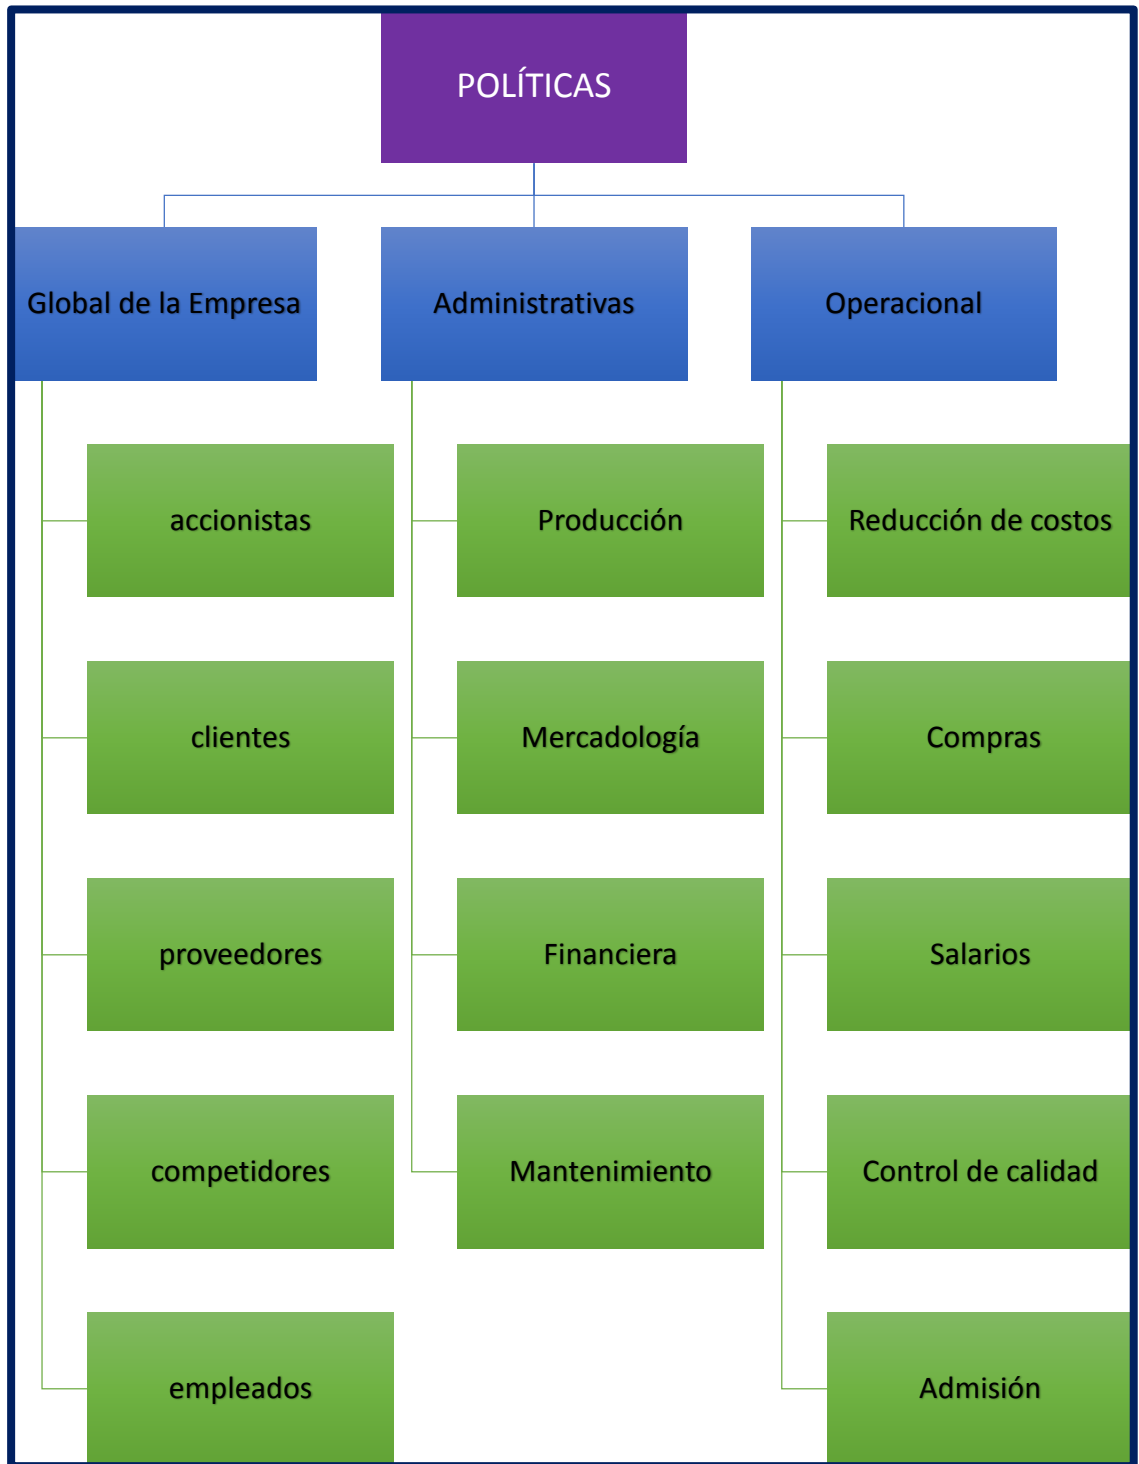 POLÍTICAS
Global de la Empresa
Administrativas
Operacional
accionistas
Producción
Reducción de costos
clientes
Mercadología
Compras
proveedores
Financiera
Salarios
competidores
Mantenimiento
Control de calidad
empleados
Admisión